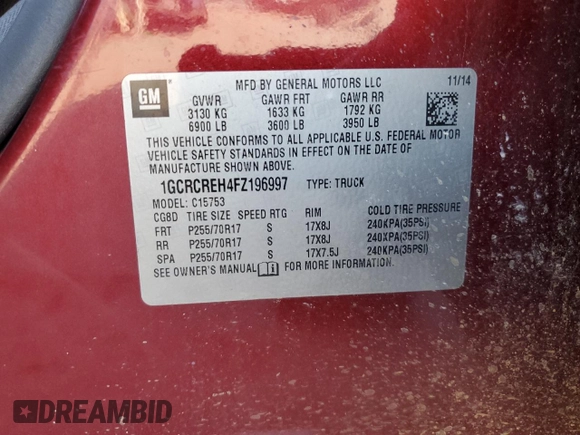 MFD BY GENERAL MOTORS LLC 11/14
GM
GVWR GAWR FRT GAWR RR
3130 KG 1633 KG 1792 KG
6900 LB 3600 LB 3950 LB
THIS VEHICLE CONFORMS TO ALL APPLICABLE U.S. FEDERAL MOTOR
VEHICLE SAFETY STANDARDS IN EFFECT ON THE DATE OF
MANUFACTURE SHOWN ABOVE.
1GCRCREH4FZ196997 TYPE: TRUCK
MODEL: C15753
CG8D TIRE SIZE SPEED RTG RIM COLD TIRE PRESSURE
FRT P255/70R17 S 17X8J 240KPA(35PSI)
RR P255/70R17 S 17X8J 240KPA(35PSI)
SPA P255/70R17 S 17X7.5J 240KPA(35PSI)
SEE OWNER'S MANUAL FOR MORE INFORMATION.
DREAMBID